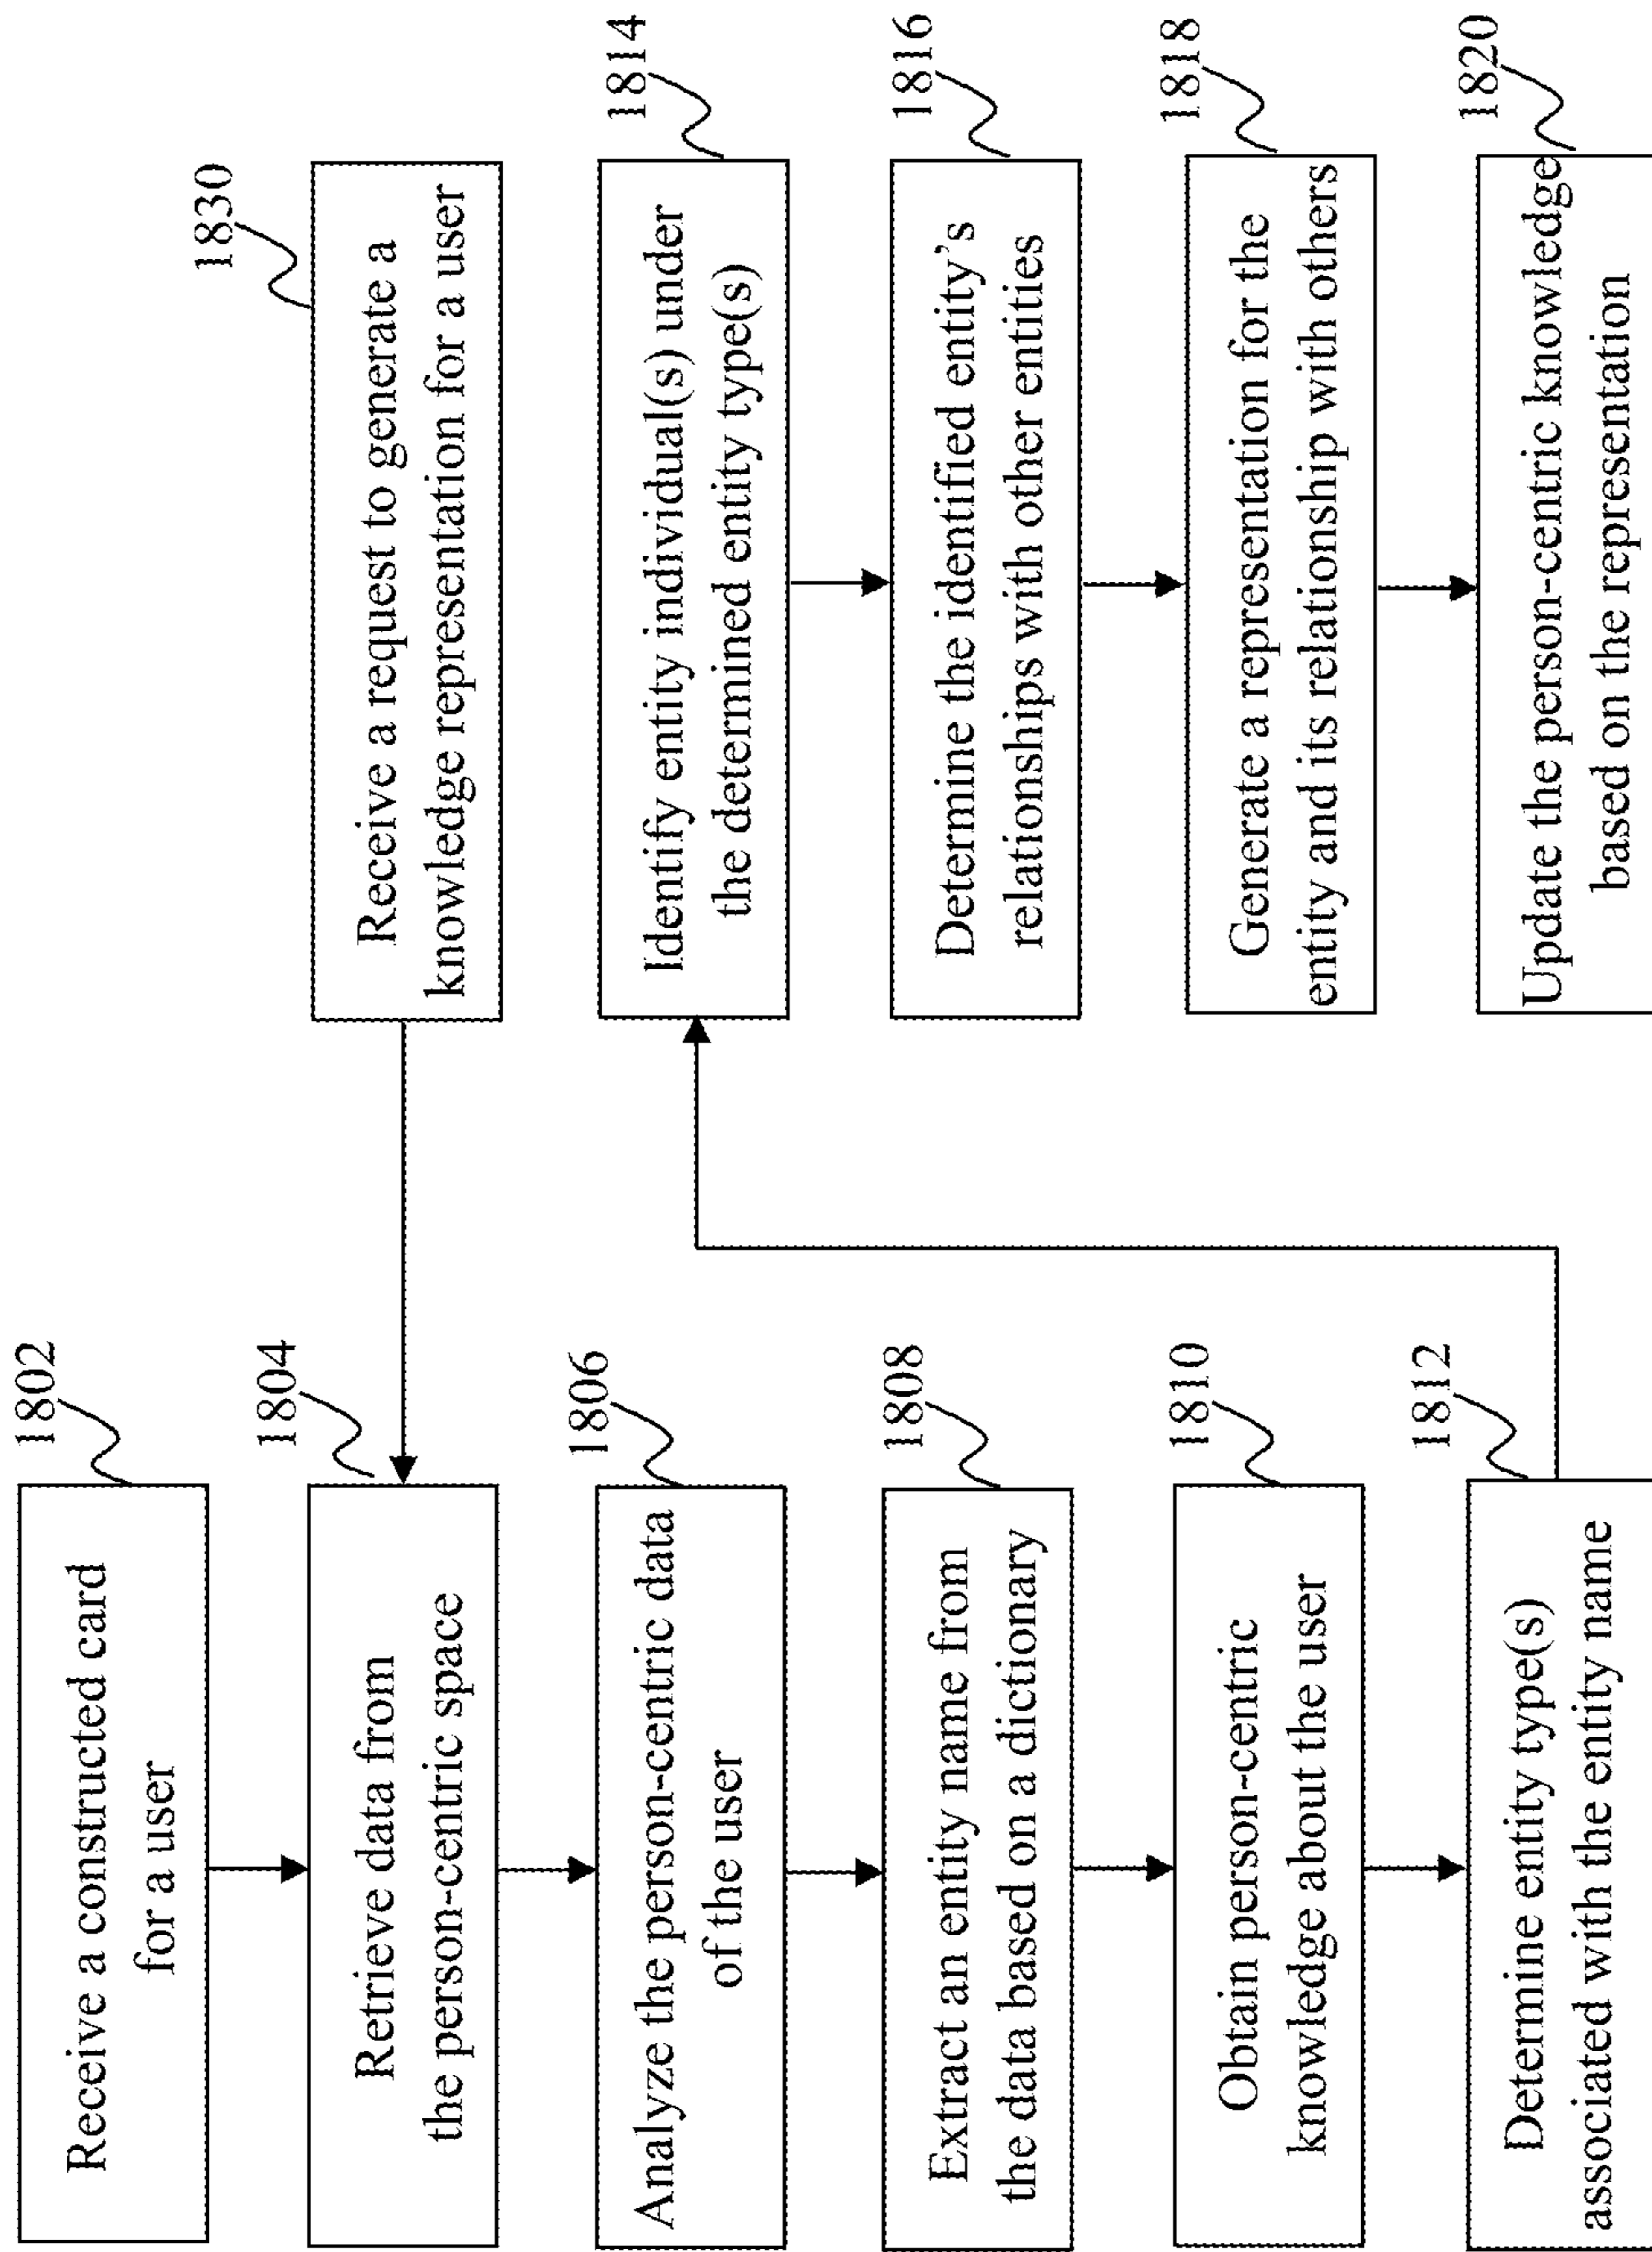 1802
Receive a constructed card
for a user
1804
Retrieve data from
the person-centric space
1806
Analyze the person-centric data
of the user
1808
Extract an entity name from
the data based on a dictionary
1810
Obtain person-centric
knowledge about the user
1812
Determine entity type(s)
associated with the entity name
1830
Receive a request to generate a
knowledge representation for a user
1814
Identify entity individual(s) under
the determined entity type(s)
1816
Determine the identified entity’s
relationships with other entities
1818
Generate a representation for the
entity and its relationship with others
1820
Update the person-centric knowledge
based on the representation